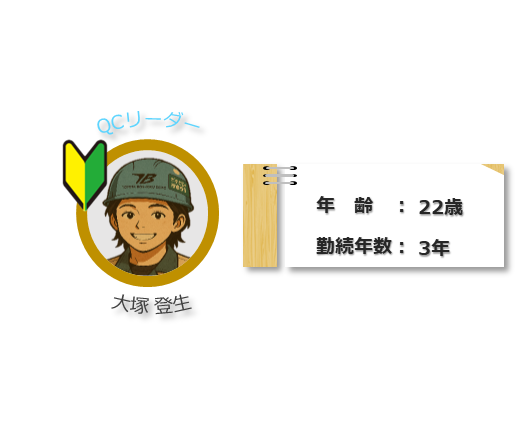 QCリーダー
TB
大塚 登生
年　齢　： 22歳
勤続年数： 3年